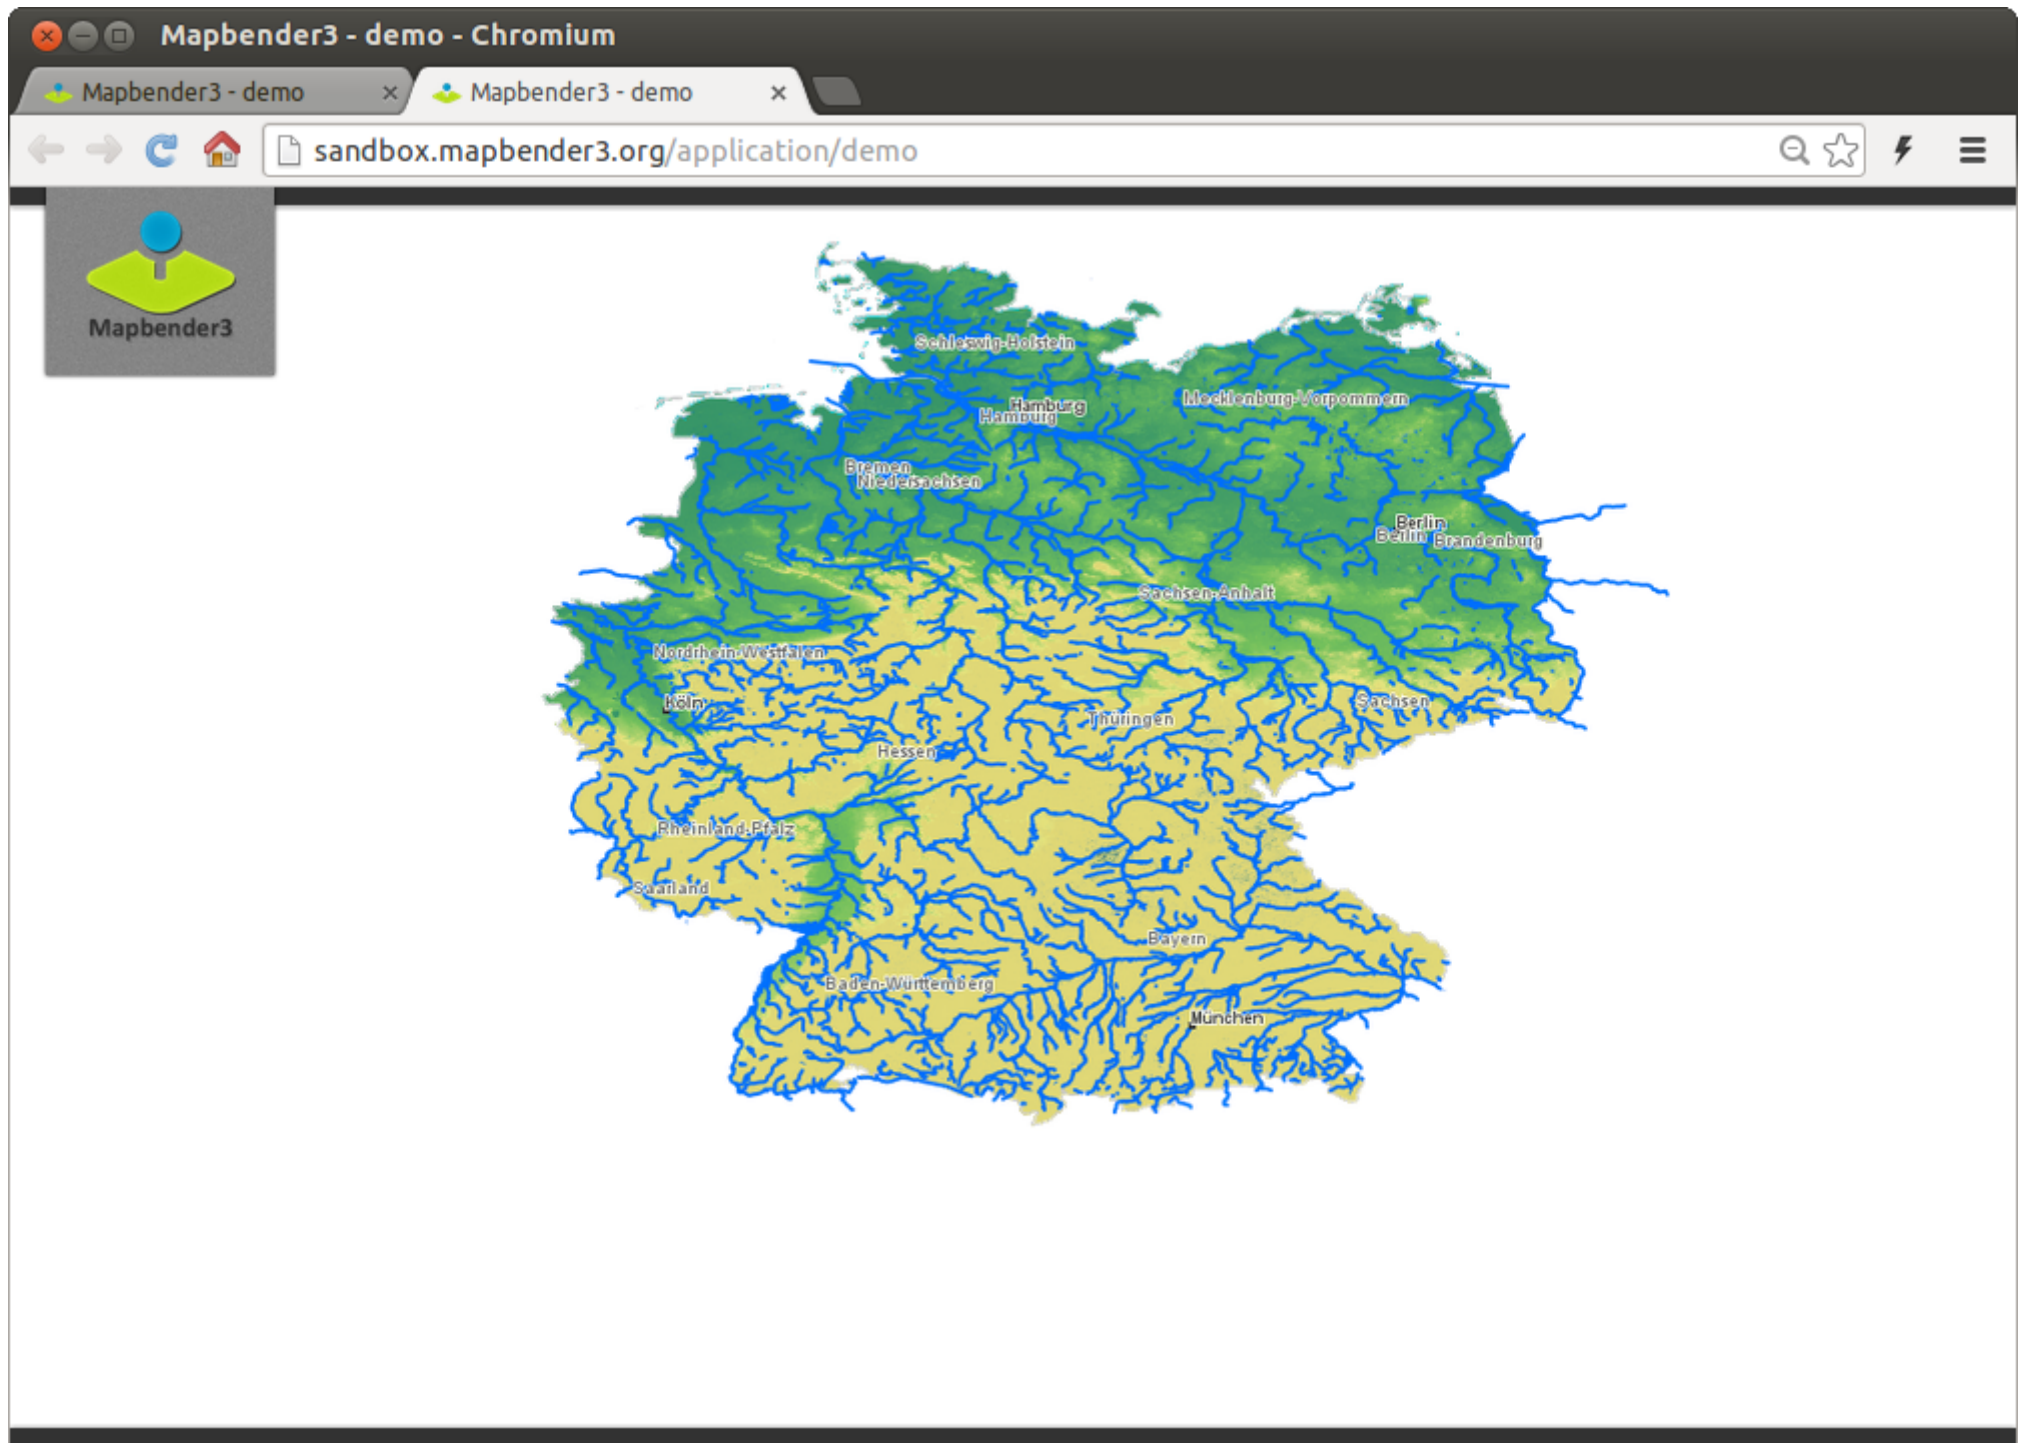 Mapbender3 - demo - Chromium
Mapbender3 - demo
Mapbender3 - demo
sandbox.mapbender3.org/application/demo
Mapbender3
Schleswig-Holstein
Mecklenburg-Vorpommern
Hamburg
Hamburg
Bremen
Niedersachsen
Berlin
Berlin
Brandenburg
Sachsen-Anhalt
Nordrhein-Westfalen
Köln
Sachsen
Thüringen
Hessen
Rheinland-Pfalz
Saarland
Bayern
Baden-Württemberg
München